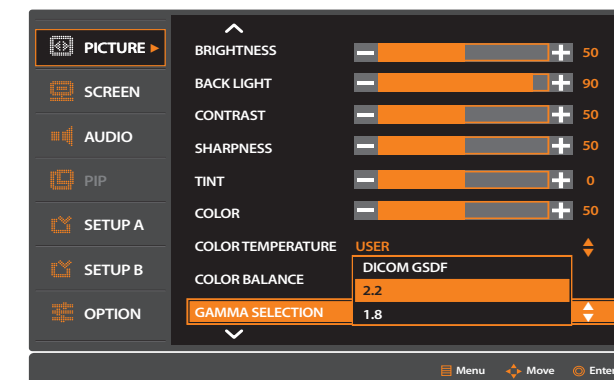 PICTURE
SCREEN
AUDIO
PIP
SETUP A
SETUP B
OPTION
BRIGHTNESS 50
BACK LIGHT 90
CONTRAST 50
SHARPNESS 50
TINT 0
COLOR 50
COLOR TEMPERATURE USER
COLOR BALANCE
GAMMA SELECTION
DICOM GSDF
2.2
1.8
Menu Move Enter